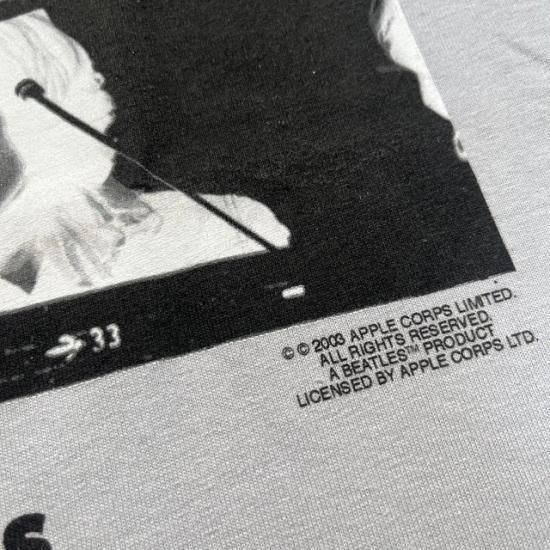 →33
© © 2003 APPLE CORPS LIMITED.
ALL RIGHTS RESERVED.
A BEATLES™ PRODUCT
LICENSED BY APPLE CORPS LTD.
S